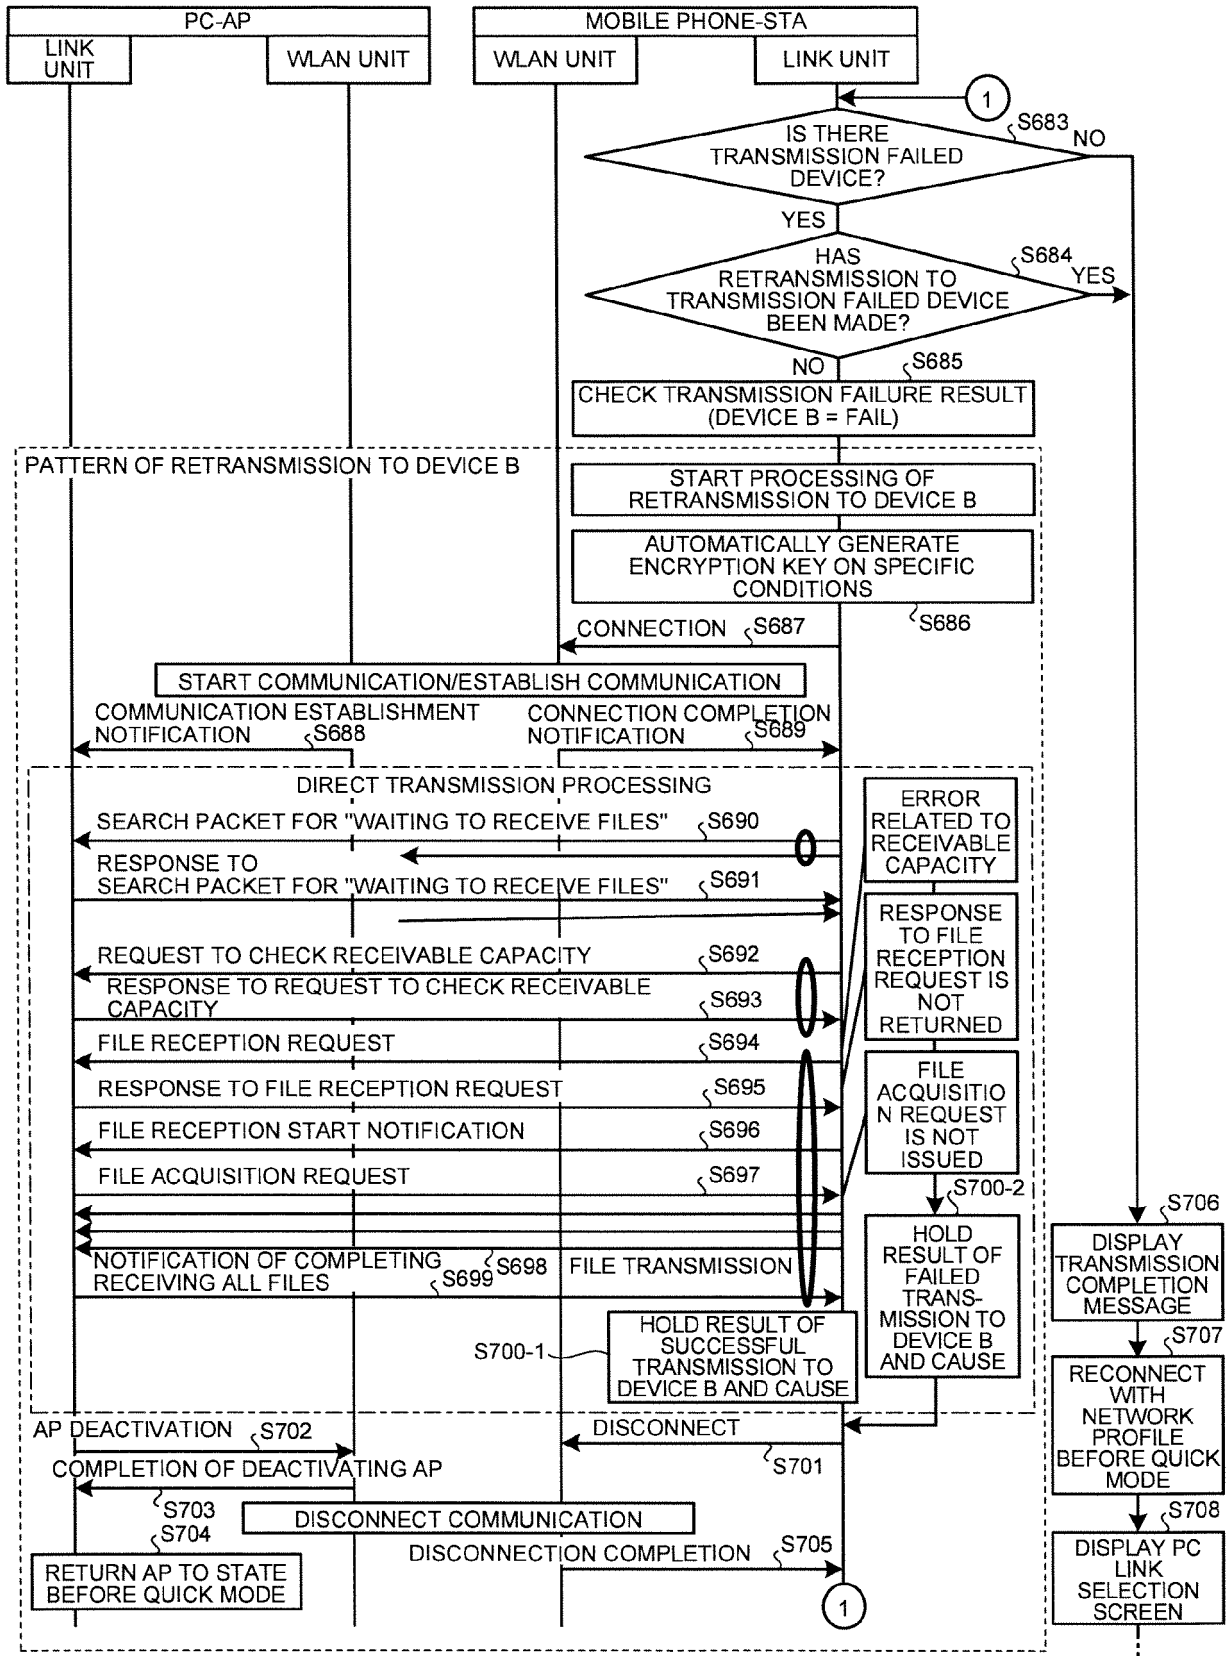 PC-AP
MOBILE PHONE-STA
LINK
UNIT
WLAN UNIT
WLAN UNIT
LINK UNIT
1
S683
IS THERE
TRANSMISSION FAILED
DEVICE?
NO
YES
S684
HAS
RETRANSMISSION TO
TRANSMISSION FAILED DEVICE
BEEN MADE?
YES
NO
S685
CHECK TRANSMISSION FAILURE RESULT
(DEVICE B = FAIL)
PATTERN OF RETRANSMISSION TO DEVICE B
START PROCESSING OF
RETRANSMISSION TO DEVICE B
AUTOMATICALLY GENERATE
ENCRYPTION KEY ON SPECIFIC
CONDITIONS
S686
CONNECTION
S687
START COMMUNICATION/ESTABLISH COMMUNICATION
COMMUNICATION ESTABLISHMENT
NOTIFICATION
S688
CONNECTION COMPLETION
NOTIFICATION
S689
DIRECT TRANSMISSION PROCESSING
SEARCH PACKET FOR "WAITING TO RECEIVE FILES"
S690
RESPONSE TO
SEARCH PACKET FOR "WAITING TO RECEIVE FILES"
S691
REQUEST TO CHECK RECEIVABLE CAPACITY
S692
RESPONSE TO REQUEST TO CHECK RECEIVABLE
CAPACITY
S693
FILE RECEPTION REQUEST
S694
RESPONSE TO FILE RECEPTION REQUEST
S695
FILE RECEPTION START NOTIFICATION
S696
FILE ACQUISITION REQUEST
S697
NOTIFICATION OF COMPLETING
RECEIVING ALL FILES
S699
S698
FILE TRANSMISSION
ERROR
RELATED TO
RECEIVABLE
CAPACITY
RESPONSE
TO FILE
RECEPTION
REQUEST IS
NOT
RETURNED
FILE
ACQUISITIO
N REQUEST
IS NOT
ISSUED
S700-2
HOLD
RESULT OF
FAILED
TRANS-
MISSION TO
DEVICE B
AND CAUSE
S700-1
HOLD RESULT OF
SUCCESSFUL
TRANSMISSION TO
DEVICE B AND CAUSE
S706
DISPLAY
TRANSMISSION
COMPLETION
MESSAGE
S707
RECONNECT
WITH
NETWORK
PROFILE
BEFORE QUICK
MODE
S708
DISPLAY PC
LINK
SELECTION
SCREEN
AP DEACTIVATION
S702
DISCONNECT
S701
COMPLETION OF DEACTIVATING AP
S703
DISCONNECT COMMUNICATION
S704
RETURN AP TO STATE
BEFORE QUICK MODE
DISCONNECTION COMPLETION
S705
1